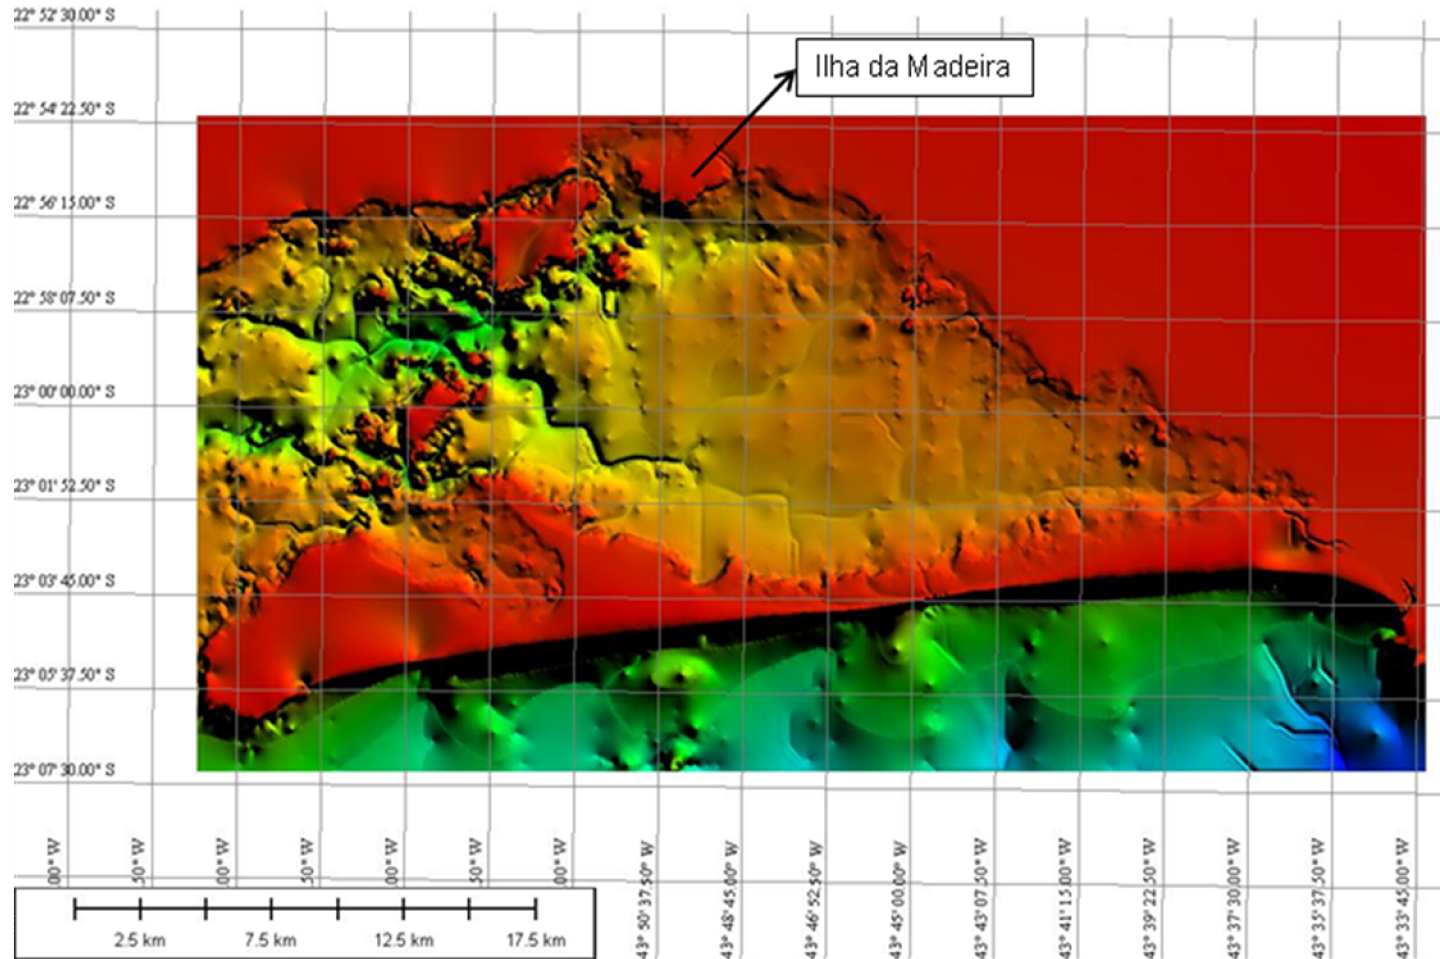 22° 52' 30.00" S
Ilha da Madeira
22° 54' 22.50" S
22° 56' 15.00" S
22° 58' 07.50" S
23° 00' 00.00" S
23° 01' 52.50" S
23° 03' 45.00" S
23° 05' 37.50" S
23° 07' 30.00" S
.00" W
.50" W
.00" W
.50" W
.00" W
.50" W
.00" W
43° 50' 37.50" W
43° 48' 45.00" W
43° 46' 52.50" W
43° 45' 00.00" W
43° 43' 07.50" W
43° 41' 15.00" W
43° 39' 22.50" W
43° 37' 30.00" W
43° 35' 37.50" W
43° 33' 45.00" W
2.5 km 7.5 km 12.5 km 17.5 km